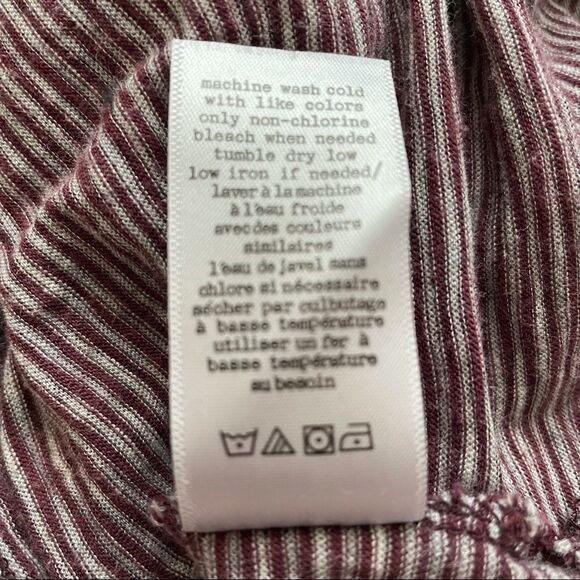 machine wash cold
with like colors
only non-chlorine
bleach when needed
tumble dry low
low iron if needed/
laver à la machine
à l'eau froide
avec des couleurs
similaires
l'eau de javel sans
chlore si nécessaire
sécher par culbutage
à basse température
utiliser un fer à
basse température
au besoin